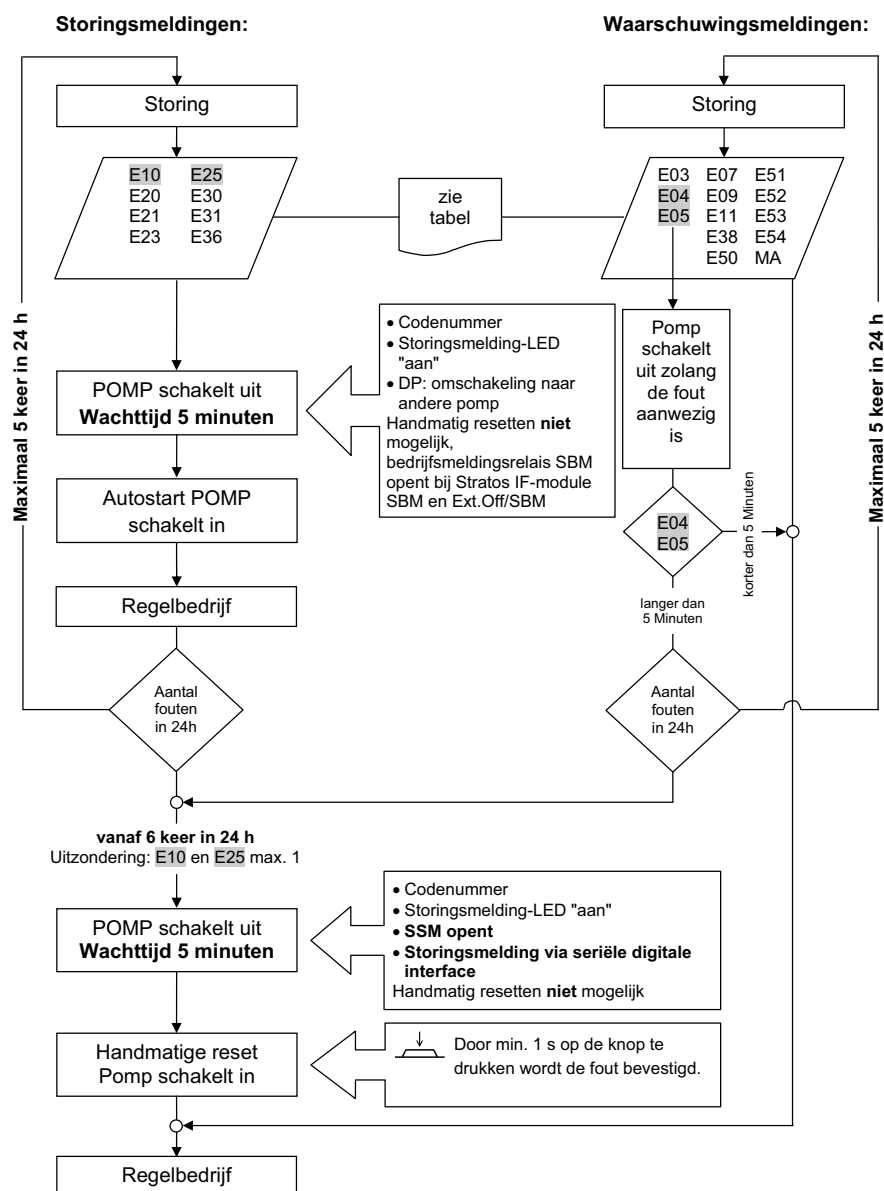 Storingsmeldingen:
Waarschuwingsmeldingen:
Storing
E10 E25
E20 E30
E21 E31
E23 E36
zie
tabel
Storing
E03 E07 E51
E04 E09 E52
E05 E11 E53
E38 E54
E50 MA
Maximaal 5 keer in 24 h
POMP schakelt uit
Wachttijd 5 minuten
• Codenummer
• Storingsmelding-LED
"aan"
• DP: omschakeling naar
andere pomp
Handmatig resetten niet
mogelijk,
bedrijfsmeldingsrelais SBM
opent bij Stratos IF-module
SBM en Ext.Off/SBM
Pomp
schakelt
uit zolang
de fout
aanwezig
is
Maximaal 5 keer in 24 h
Autostart POMP
schakelt in
E04
E05
korter dan 5 Minuten
Regelbedrijf
langer dan
5 Minuten
Aantal
fouten
in 24h
Aantal
fouten
in 24h
vanaf 6 keer in 24 h
Uitzondering: E10 en E25 max. 1
POMP schakelt uit
Wachttijd 5 minuten
• Codenummer
• Storingsmelding-LED "aan"
• SSM opent
• Storingsmelding via seriële digitale
interface
Handmatig resetten niet mogelijk
Handmatige reset
Pomp schakelt in
Door min. 1 s op de knop te
drukken wordt de fout bevestigd.
Regelbedrijf